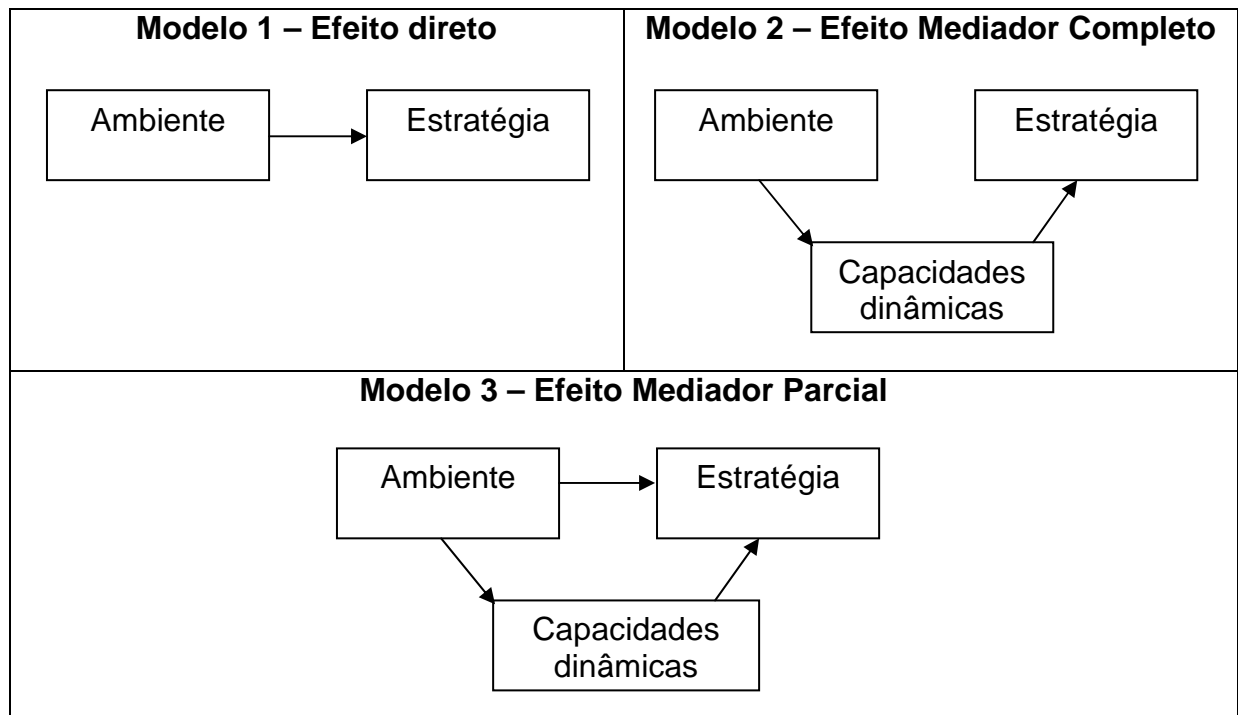 Modelo 1 – Efeito direto
Ambiente
Estratégia
Modelo 2 – Efeito Mediador Completo
Ambiente
Estratégia
Capacidades
dinâmicas
Modelo 3 – Efeito Mediador Parcial
Ambiente
Estratégia
Capacidades
dinâmicas